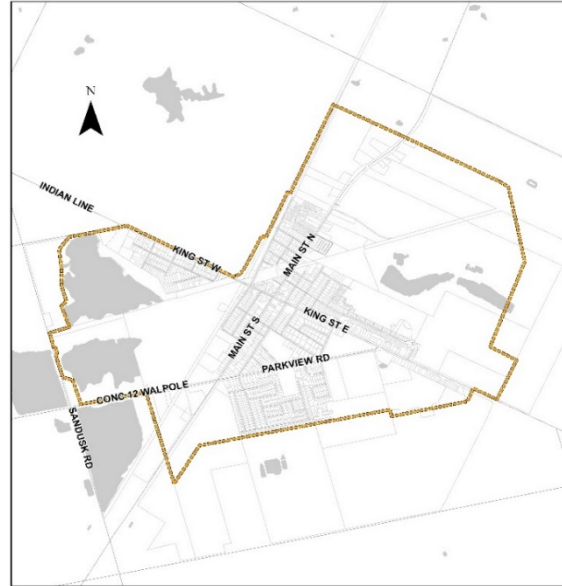 N
INDIAN LINE
KING ST W
MAIN ST N
KING ST E
MAIN ST S
PARKVIEW RD
CONC 12 WALPOLE
SANDUSK RD